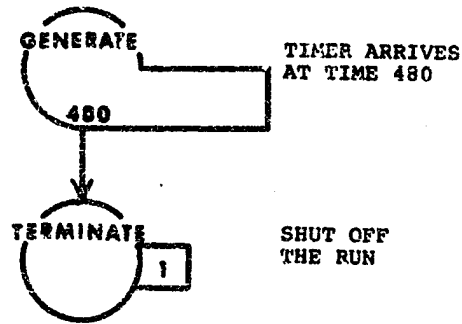 GENERATE
TIMER ARRIVES
AT TIME 480
480
TERMINATE
1
SHUT OFF
THE RUN